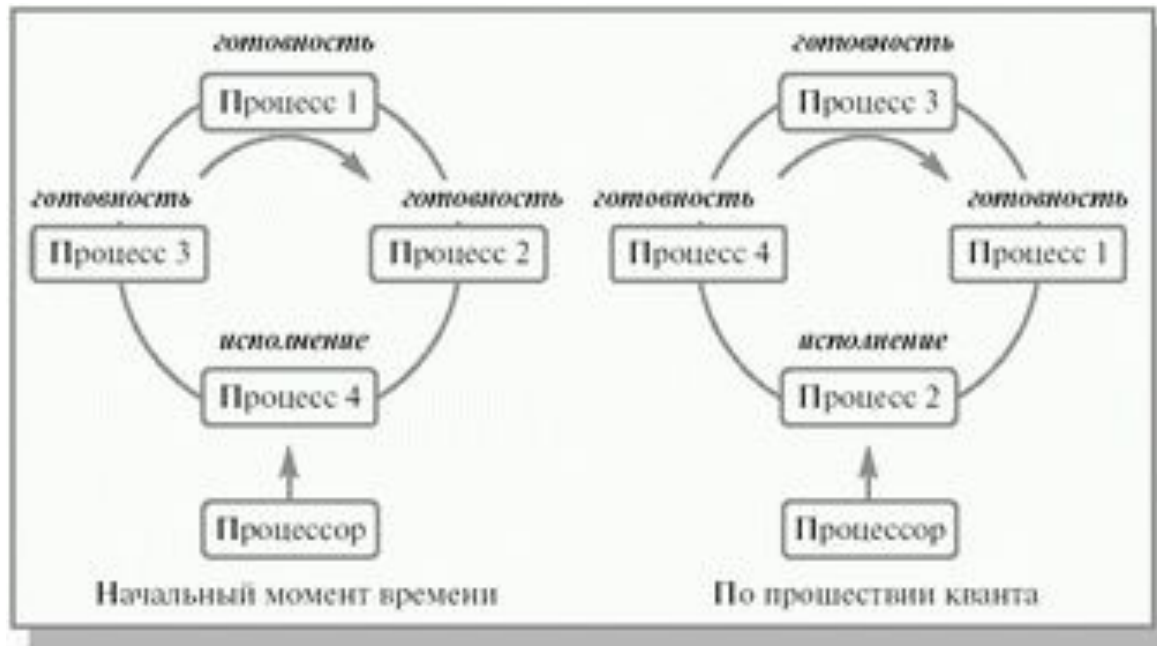 готовность
Процесс 1
готовность
готовность
Процесс 3
Процесс 2
исполнение
Процесс 4
Процессор
Начальный момент времени
готовность
Процесс 3
готовность
готовность
Процесс 4
Процесс 1
исполнение
Процесс 2
Процессор
По прошествии кванта